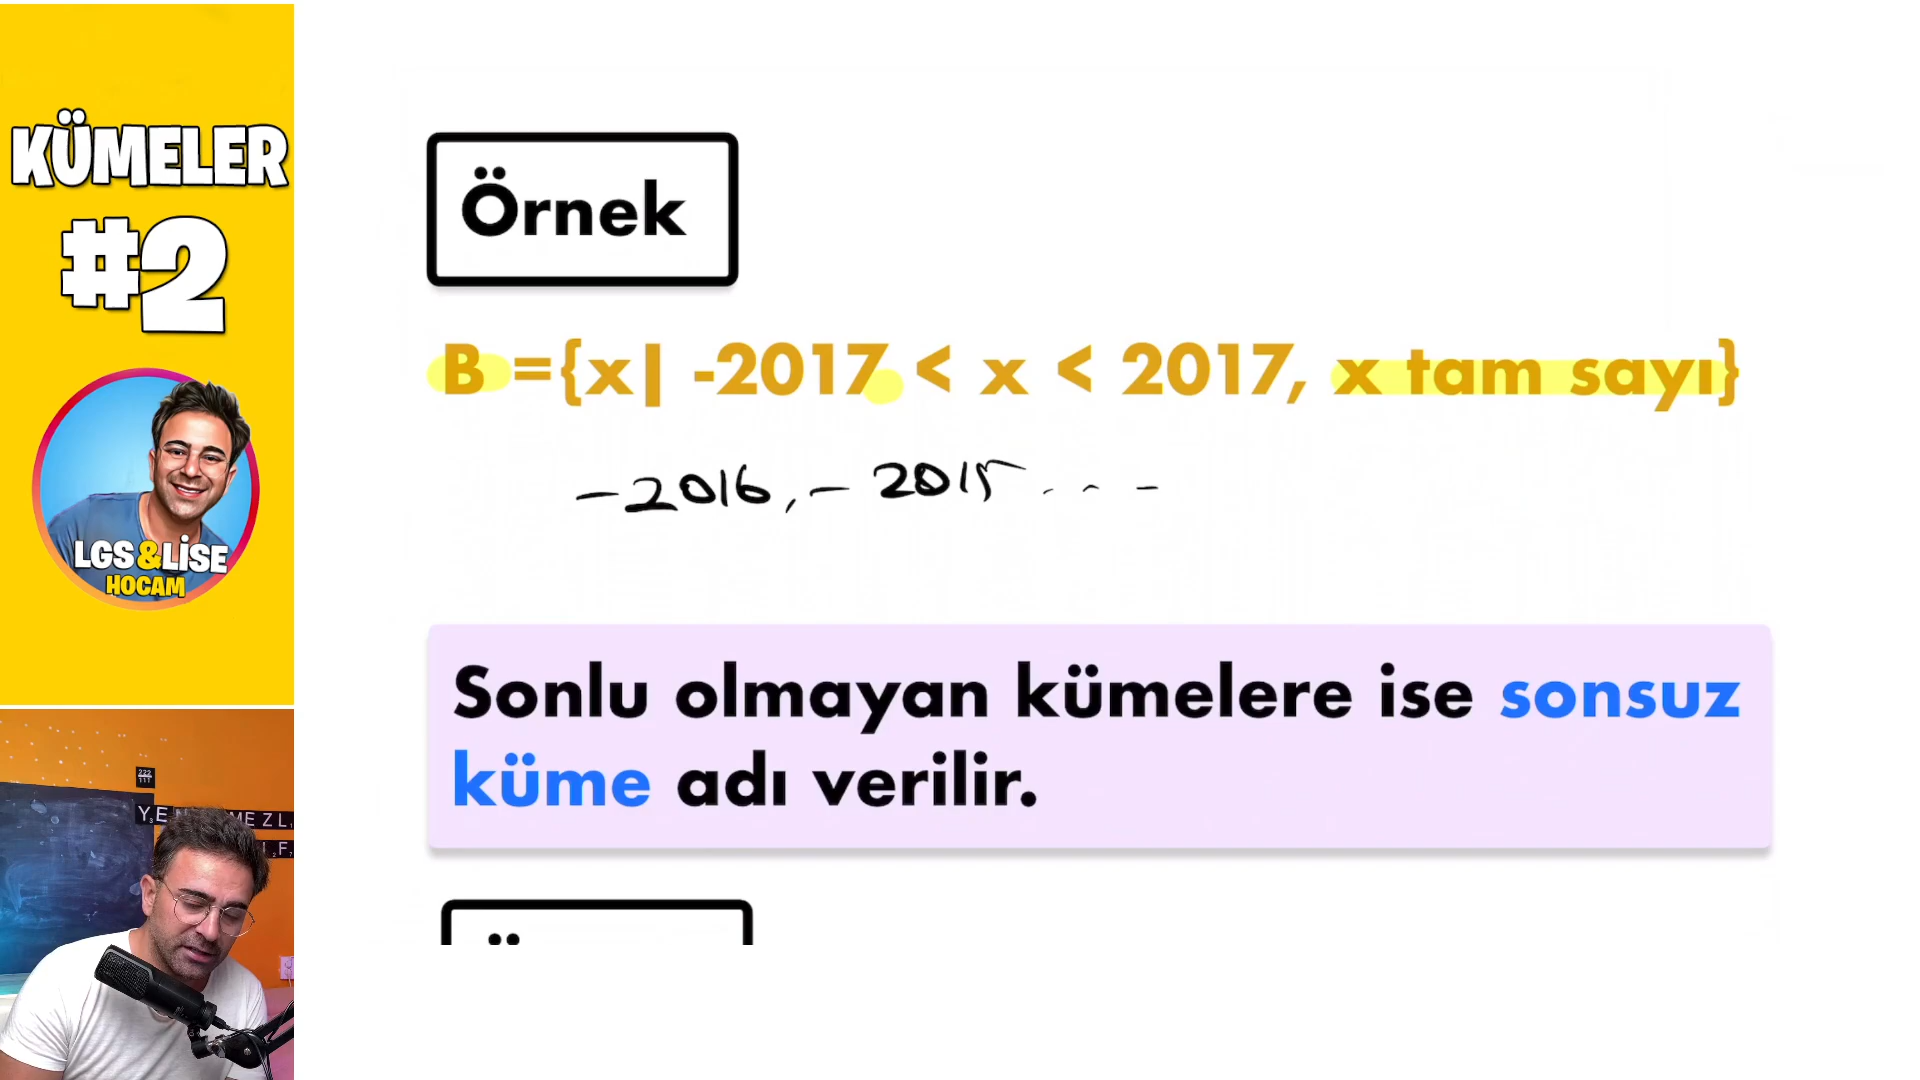 KÜMELER
#2
LGS&LİSE
HOCAM
Örnek
B ={x| -2017 < x < 2017, x tam sayı}
-2016, - 2015 . . .
Sonlu olmayan kümelere ise sonsuz
küme adı verilir.